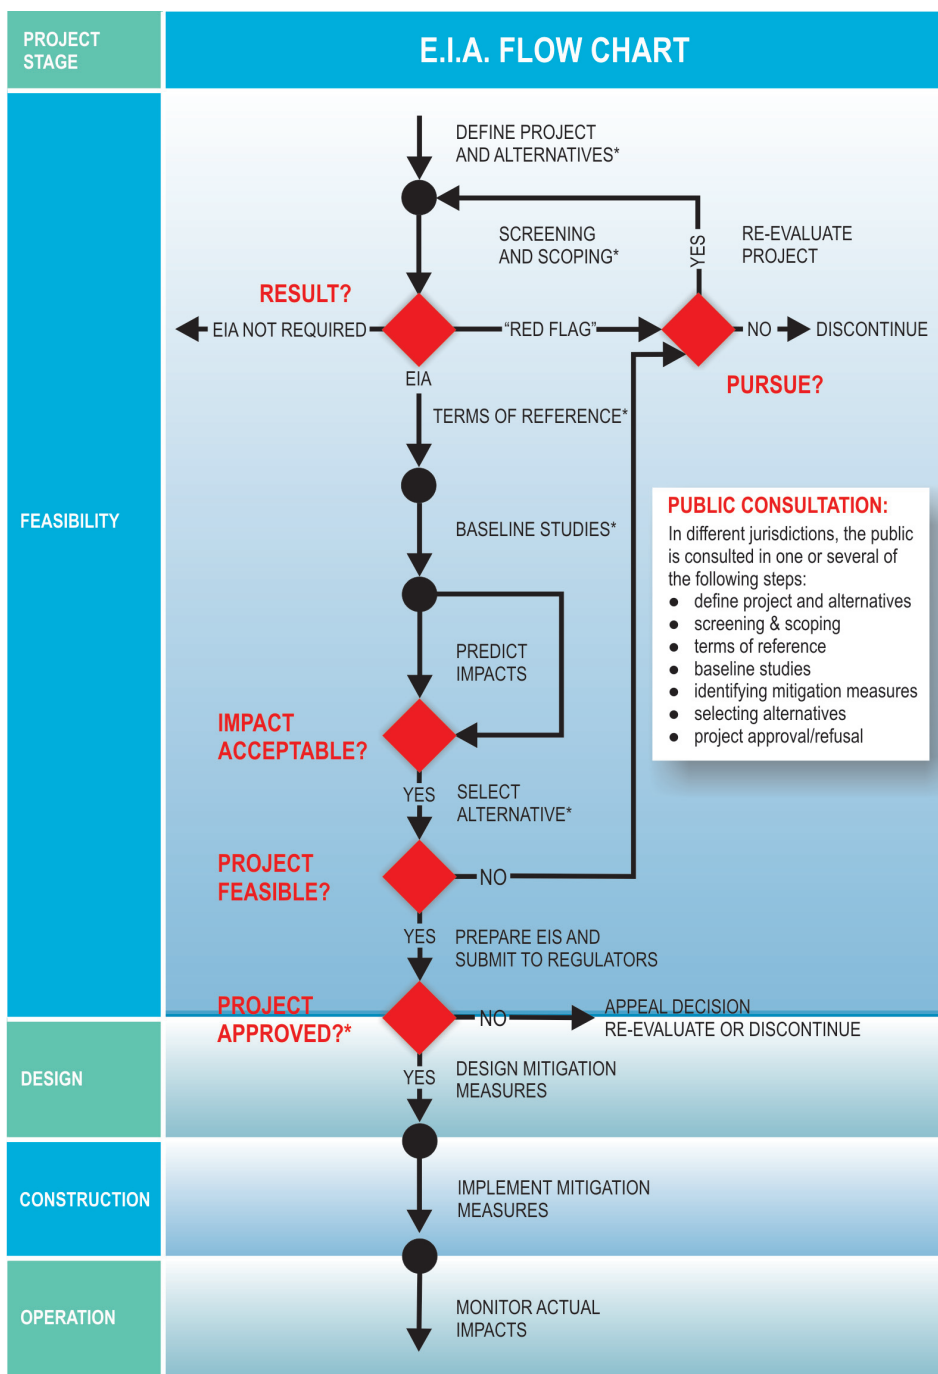 PROJECT
STAGE
E.I.A. FLOW CHART
DEFINE PROJECT
AND ALTERNATIVES*
SCREENING
AND SCOPING*
YES
RE-EVALUATE
PROJECT
RESULT?
EIA NOT REQUIRED
“RED FLAG”
NO
DISCONTINUE
PURSUE?
EIA
TERMS OF REFERENCE*
FEASIBILITY
BASELINE STUDIES*
PUBLIC CONSULTATION:
In different jurisdictions, the public
is consulted in one or several of
the following steps:
● define project and alternatives
● screening & scoping
● terms of reference
● baseline studies
● identifying mitigation measures
● selecting alternatives
● project approval/refusal
PREDICT
IMPACTS
IMPACT
ACCEPTABLE?
YES
SELECT
ALTERNATIVE*
PROJECT
FEASIBLE?
NO
YES
PREPARE EIS AND
SUBMIT TO REGULATORS
PROJECT
APPROVED?*
NO
APPEAL DECISION
RE-EVALUATE OR DISCONTINUE
DESIGN
YES
DESIGN MITIGATION
MEASURES
CONSTRUCTION
IMPLEMENT MITIGATION
MEASURES
OPERATION
MONITOR ACTUAL
IMPACTS